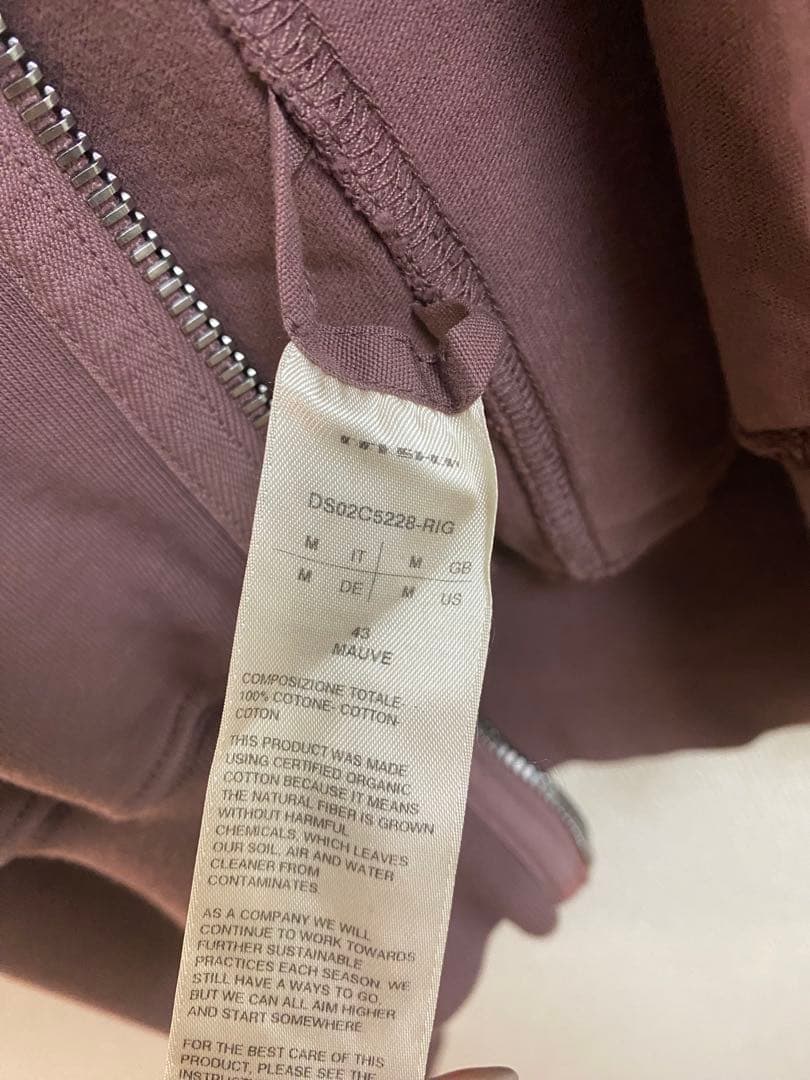 DS02C5228-RIG
M IT M GB
M DE M US
43
MAUVE
COMPOSIZIONE TOTALE-
100% COTONE- COTTON-
COTON
THIS PRODUCT WAS MADE
USING CERTIFIED ORGANIC
COTTON BECAUSE IT MEANS
THE NATURAL FIBER IS GROWN
WITHOUT HARMFUL
CHEMICALS, WHICH LEAVES
OUR SOIL, AIR AND WATER
CLEANER FROM
CONTAMINATES
AS A COMPANY WE WILL
CONTINUE TO WORK TOWARDS
FURTHER SUSTAINABLE
PRACTICES EACH SEASON. WE
STILL HAVE A WAYS TO GO,
BUT WE CAN ALL AIM HIGHER
AND START SOMEWHERE
FOR THE BEST CARE OF THIS
PRODUCT, PLEASE SEE THE